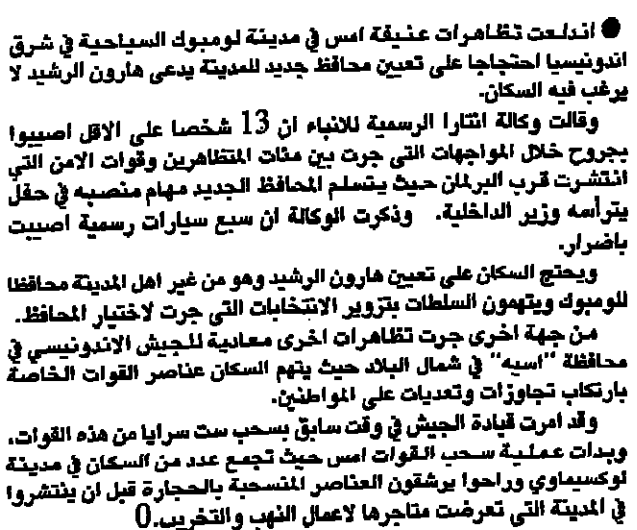 ● اندلعت تظاهرات عنيفة امس في مدينة لومبوك السياحية في شرق
اندونيسيا احتجاجا على تعيين محافظ جديد للمدينة يدعى هارون الرشيد لا
يرغب فيه السكان.
وقالت وكالة انتارا الرسمية للانباء ان 13 شخصا على الاقل اصيبوا
بجروح خلال المواجهات التي جرت بين مئات المتظاهرين وقوات الامن التي
انتشرت قرب البرلمان حيث يتسلم المحافظ الجديد مهام منصبه في حفل
يترأسه وزير الداخلية. وذكرت الوكالة ان سبع سيارات رسمية اصيبت
باضرار.
ويحتج السكان على تعيين هارون الرشيد وهو من غير اهل المدينة محافظا
للومبوك ويتهمون السلطات بتزوير الانتخابات التي جرت لاختيار المحافظ.
من جهة اخرى جرت تظاهرات اخرى معادية للجيش الاندونيسي في
محافظة "اسيه" في شمال البلاد حيث يتهم السكان عناصر القوات الخاصة
بارتكاب تجاوزات وتعديات على المواطنين.
وقد امرت قيادة الجيش في وقت سابق بسحب ست سرايا من هذه القوات،
وبدات عملية سحب القوات امس حيث تجمع عدد من السكان في مدينة
لوكسيماوي وراحوا يرشقون العناصر المنسحبة بالحجارة قبل ان ينتشروا
في المدينة التي تعرضت متاجرها لاعمال النهب والتخريب.()